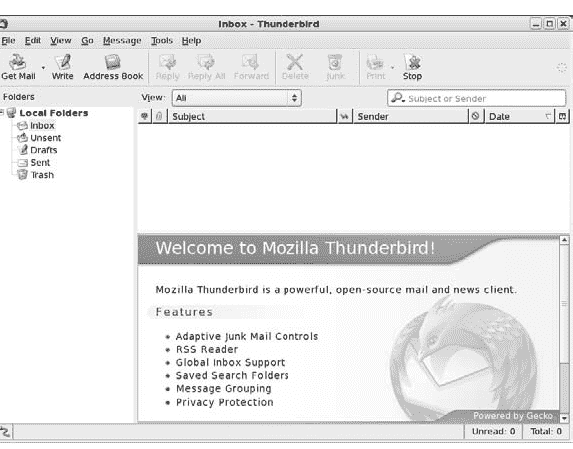 Inbox - Thunderbird
File Edit View Go Message Tools Help
Get Mail Write Address Book Reply Reply All Forward Delete Junk Print Stop
Folders View: All Subject or Sender
Local Folders
Subject Sender Date
Inbox
Unsent
Drafts
Sent
Trash
Welcome to Mozilla Thunderbird!
Mozilla Thunderbird is a powerful, open-source mail and news client.
Features
Adaptive Junk Mail Controls
RSS Reader
Global Inbox Support
Saved Search Folders
Message Grouping
Privacy Protection
Powered by Gecko
Unread: 0 Total: 0